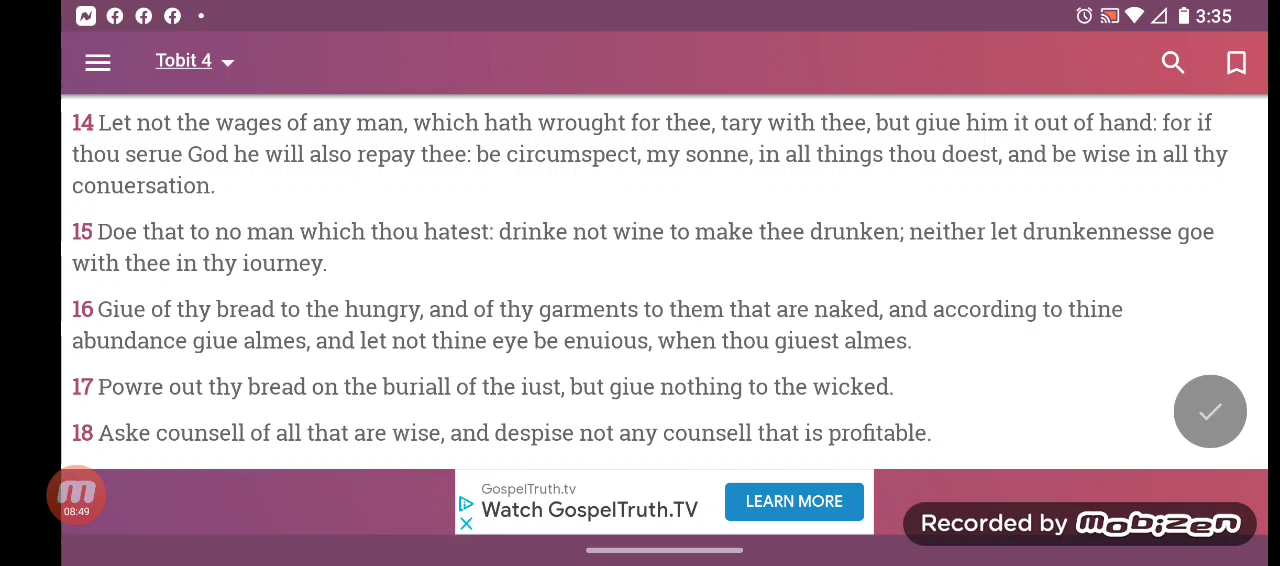 3:35
Tobit 4
14 Let not the wages of any man, which hath wrought for thee, tary with thee, but giue him it out of hand: for if
thou serue God he will also repay thee: be circumspect, my sonne, in all things thou doest, and be wise in all thy
conuersation.
15 Doe that to no man which thou hatest: drinke not wine to make thee drunken; neither let drunkennesse goe
with thee in thy iourney.
16 Giue of thy bread to the hungry, and of thy garments to them that are naked, and according to thine
abundance giue almes, and let not thine eye be enuious, when thou giuest almes.
17 Powre out thy bread on the buriall of the iust, but giue nothing to the wicked.
18 Aske counsell of all that are wise, and despise not any counsell that is profitable.
08:49
GospelTruth.tv
Watch GospelTruth.TV
LEARN MORE
Recorded by mobizen